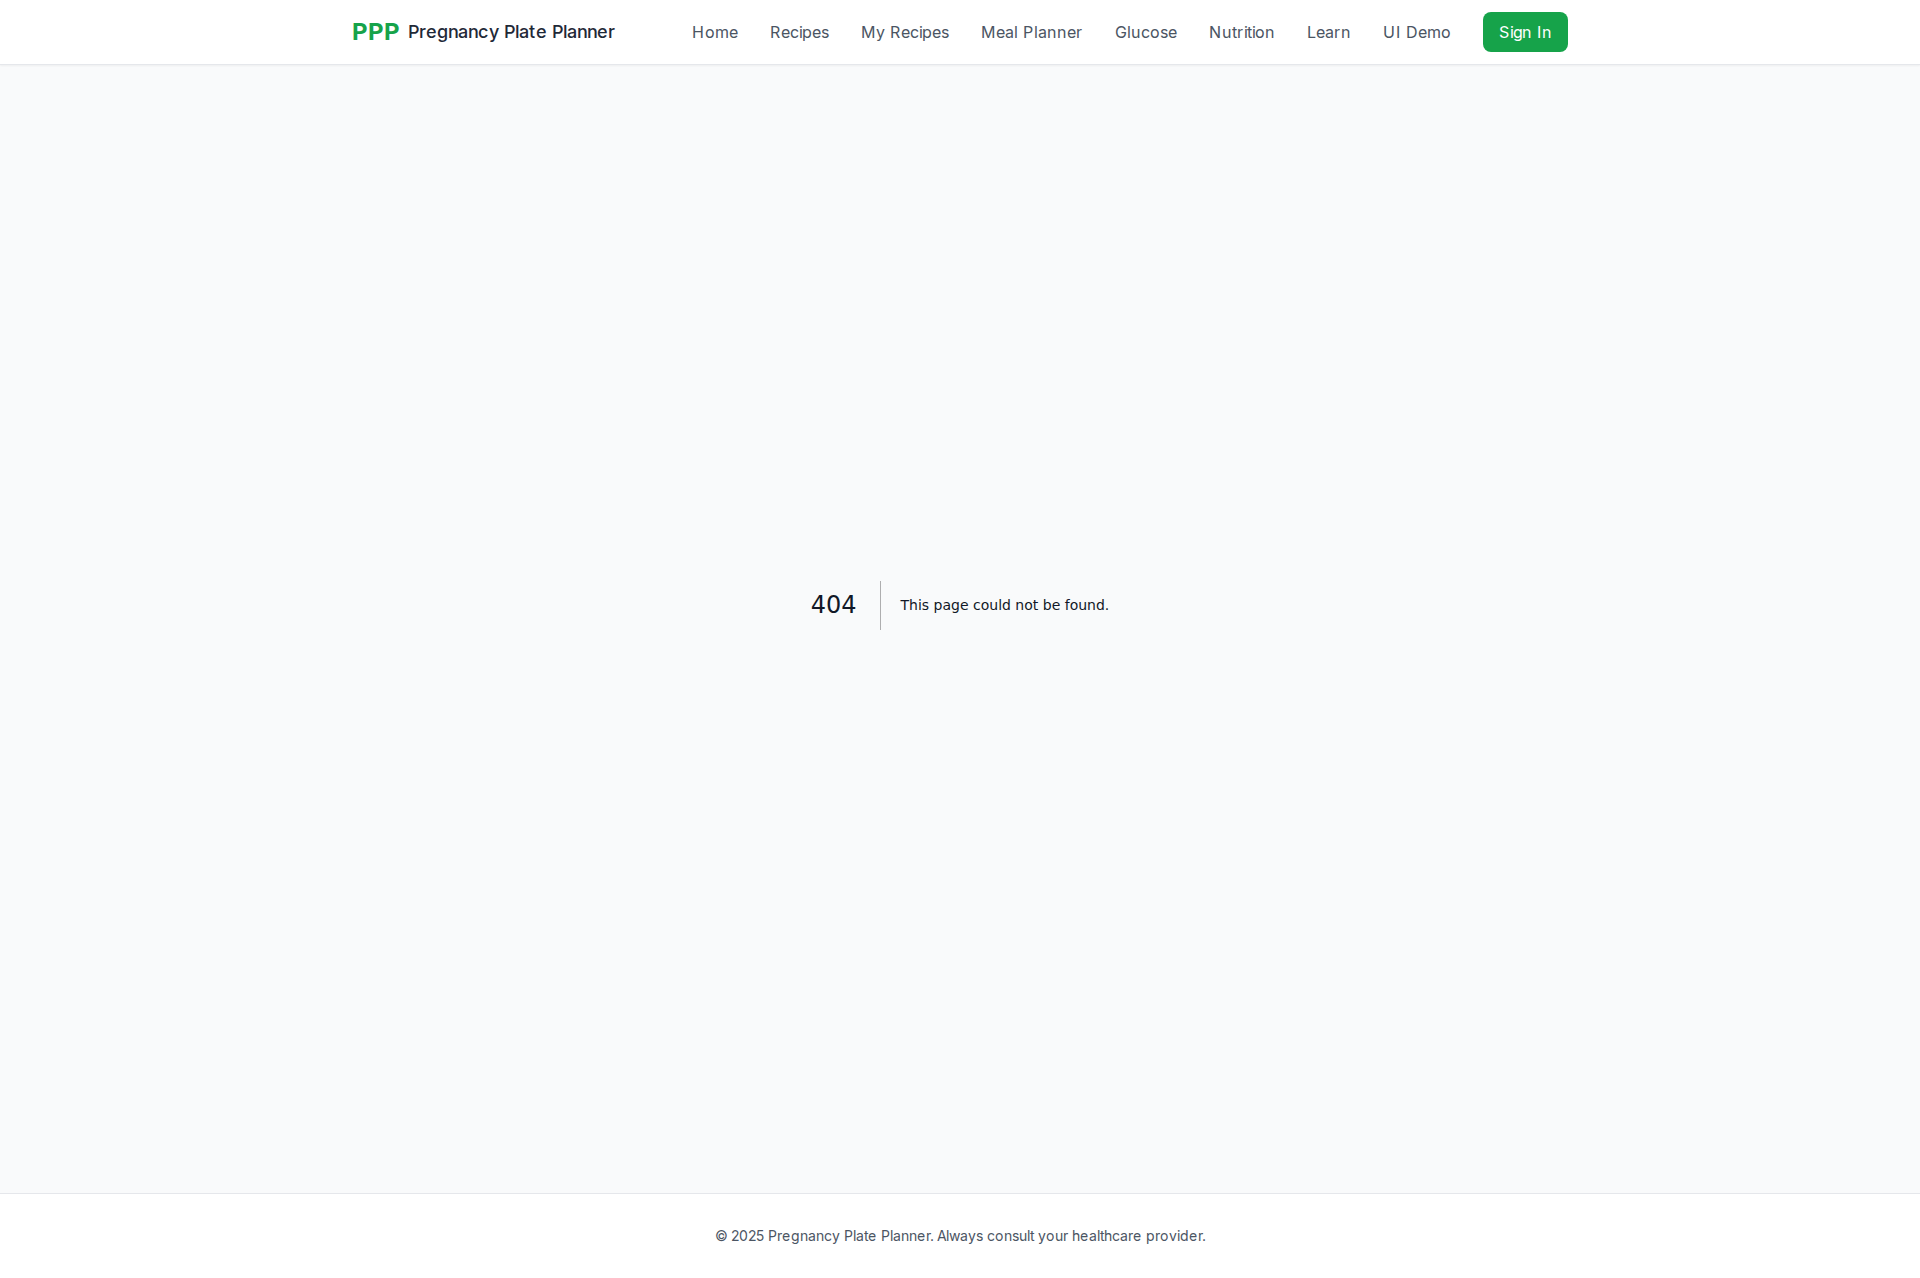 PPP Pregnancy Plate Planner Home Recipes My Recipes Meal Planner Glucose Nutrition Learn UI Demo Sign In
404 This page could not be found.
© 2025 Pregnancy Plate Planner. Always consult your healthcare provider.